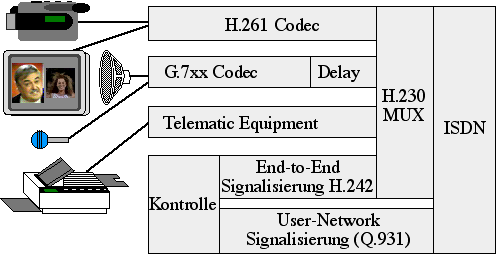 H.261 Codec
G.7xx Codec
Delay
H.230
MUX
ISDN
Telematic Equipment
Kontrolle
End-to-End
Signalisierung H.242
User-Network
Signalisierung (Q.931)